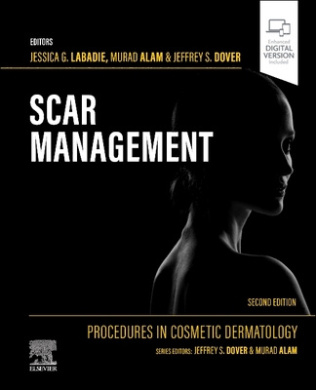 EDITORS
JESSICA G. LABADIE, MURAD ALAM & JEFFREY S. DOVER
Enhanced
DIGITAL
VERSION
Included
SCAR
MANAGEMENT
SECOND EDITION
PROCEDURES IN COSMETIC DERMATOLOGY
SERIES EDITORS: JEFFREY S. DOVER & MURAD ALAM
ELSEVIER